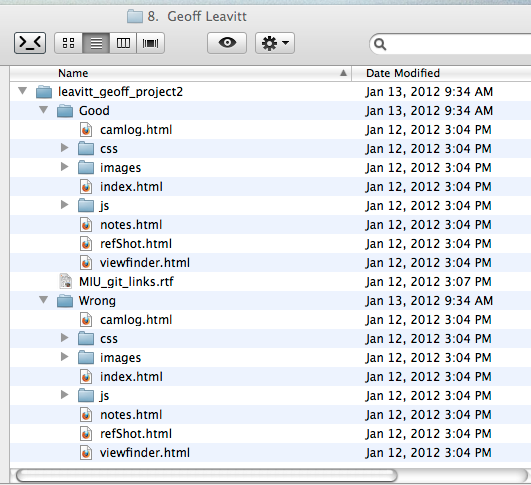 8. Geoff Leavitt
Name Date Modified
leavitt_geoff_project2 Jan 13, 2012 9:34 AM
Good Jan 13, 2012 9:34 AM
camlog.html Jan 12, 2012 3:04 PM
css Jan 12, 2012 3:04 PM
images Jan 12, 2012 3:04 PM
index.html Jan 12, 2012 3:04 PM
js Jan 12, 2012 3:04 PM
notes.html Jan 12, 2012 3:04 PM
refShot.html Jan 12, 2012 3:04 PM
viewfinder.html Jan 12, 2012 3:04 PM
MIU_git_links.rtf Jan 12, 2012 3:07 PM
Wrong Jan 13, 2012 9:34 AM
camlog.html Jan 12, 2012 3:04 PM
css Jan 12, 2012 3:04 PM
images Jan 12, 2012 3:04 PM
index.html Jan 12, 2012 3:04 PM
js Jan 12, 2012 3:04 PM
notes.html Jan 12, 2012 3:04 PM
refShot.html Jan 12, 2012 3:04 PM
viewfinder.html Jan 12, 2012 3:04 PM